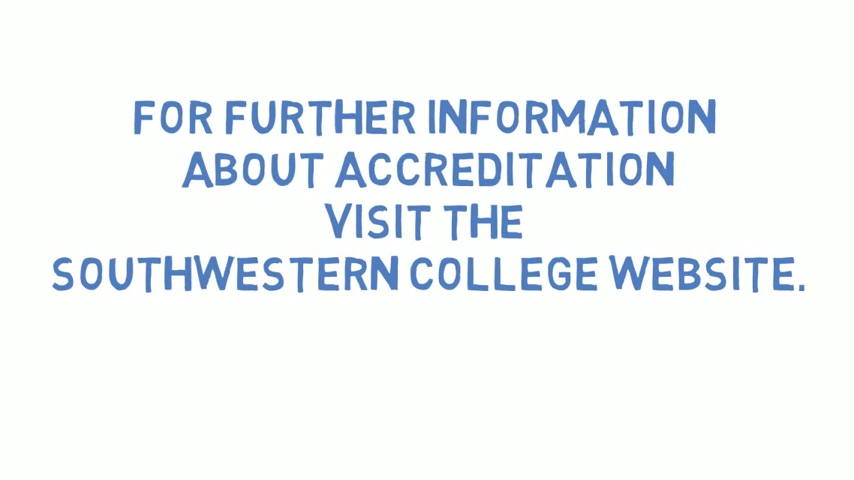 FOR FURTHER INFORMATION
ABOUT ACCREDITATION
VISIT THE
SOUTHWESTERN COLLEGE WEBSITE.